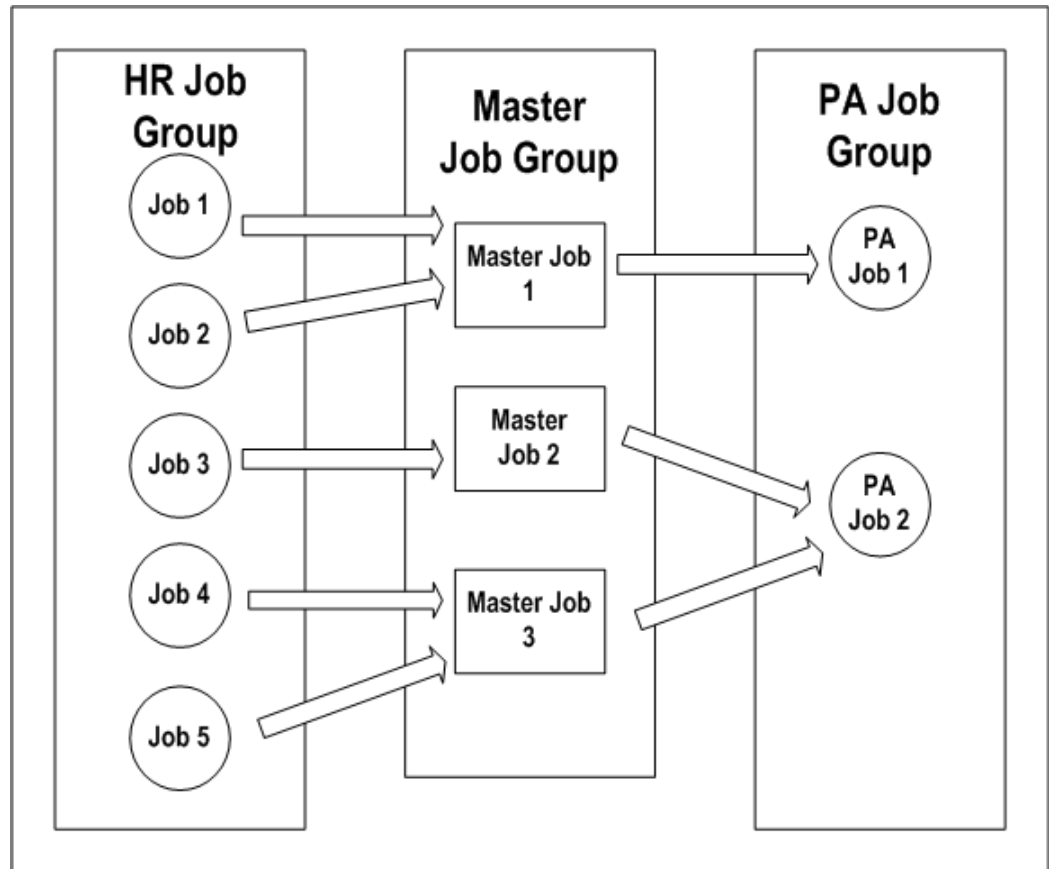 HR Job
Group
Job 1
Job 2
Job 3
Job 4
Job 5
Master
Job Group
Master Job
1
Master
Job 2
Master Job
3
PA Job
Group
PA
Job 1
PA
Job 2